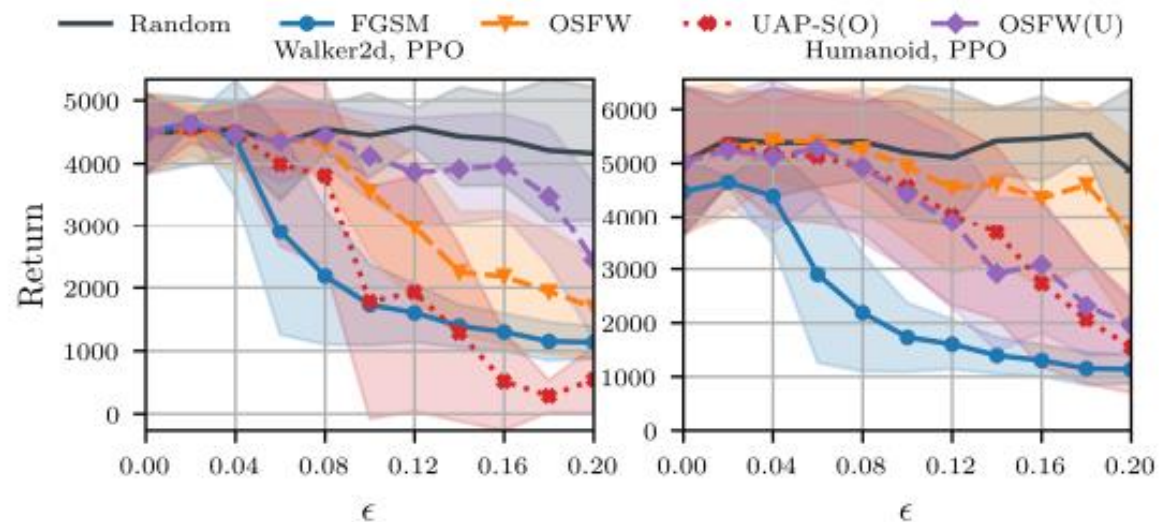 Random FGSM OSFW UAP-S(O) OSFW(U)
Walker2d, PPO Humanoid, PPO
Return
5000
4000
3000
2000
1000
0
0.00 0.04 0.08 0.12 0.16 0.20
ϵ
6000
5000
4000
3000
2000
1000
0
0.00 0.04 0.08 0.12 0.16 0.20
ϵ